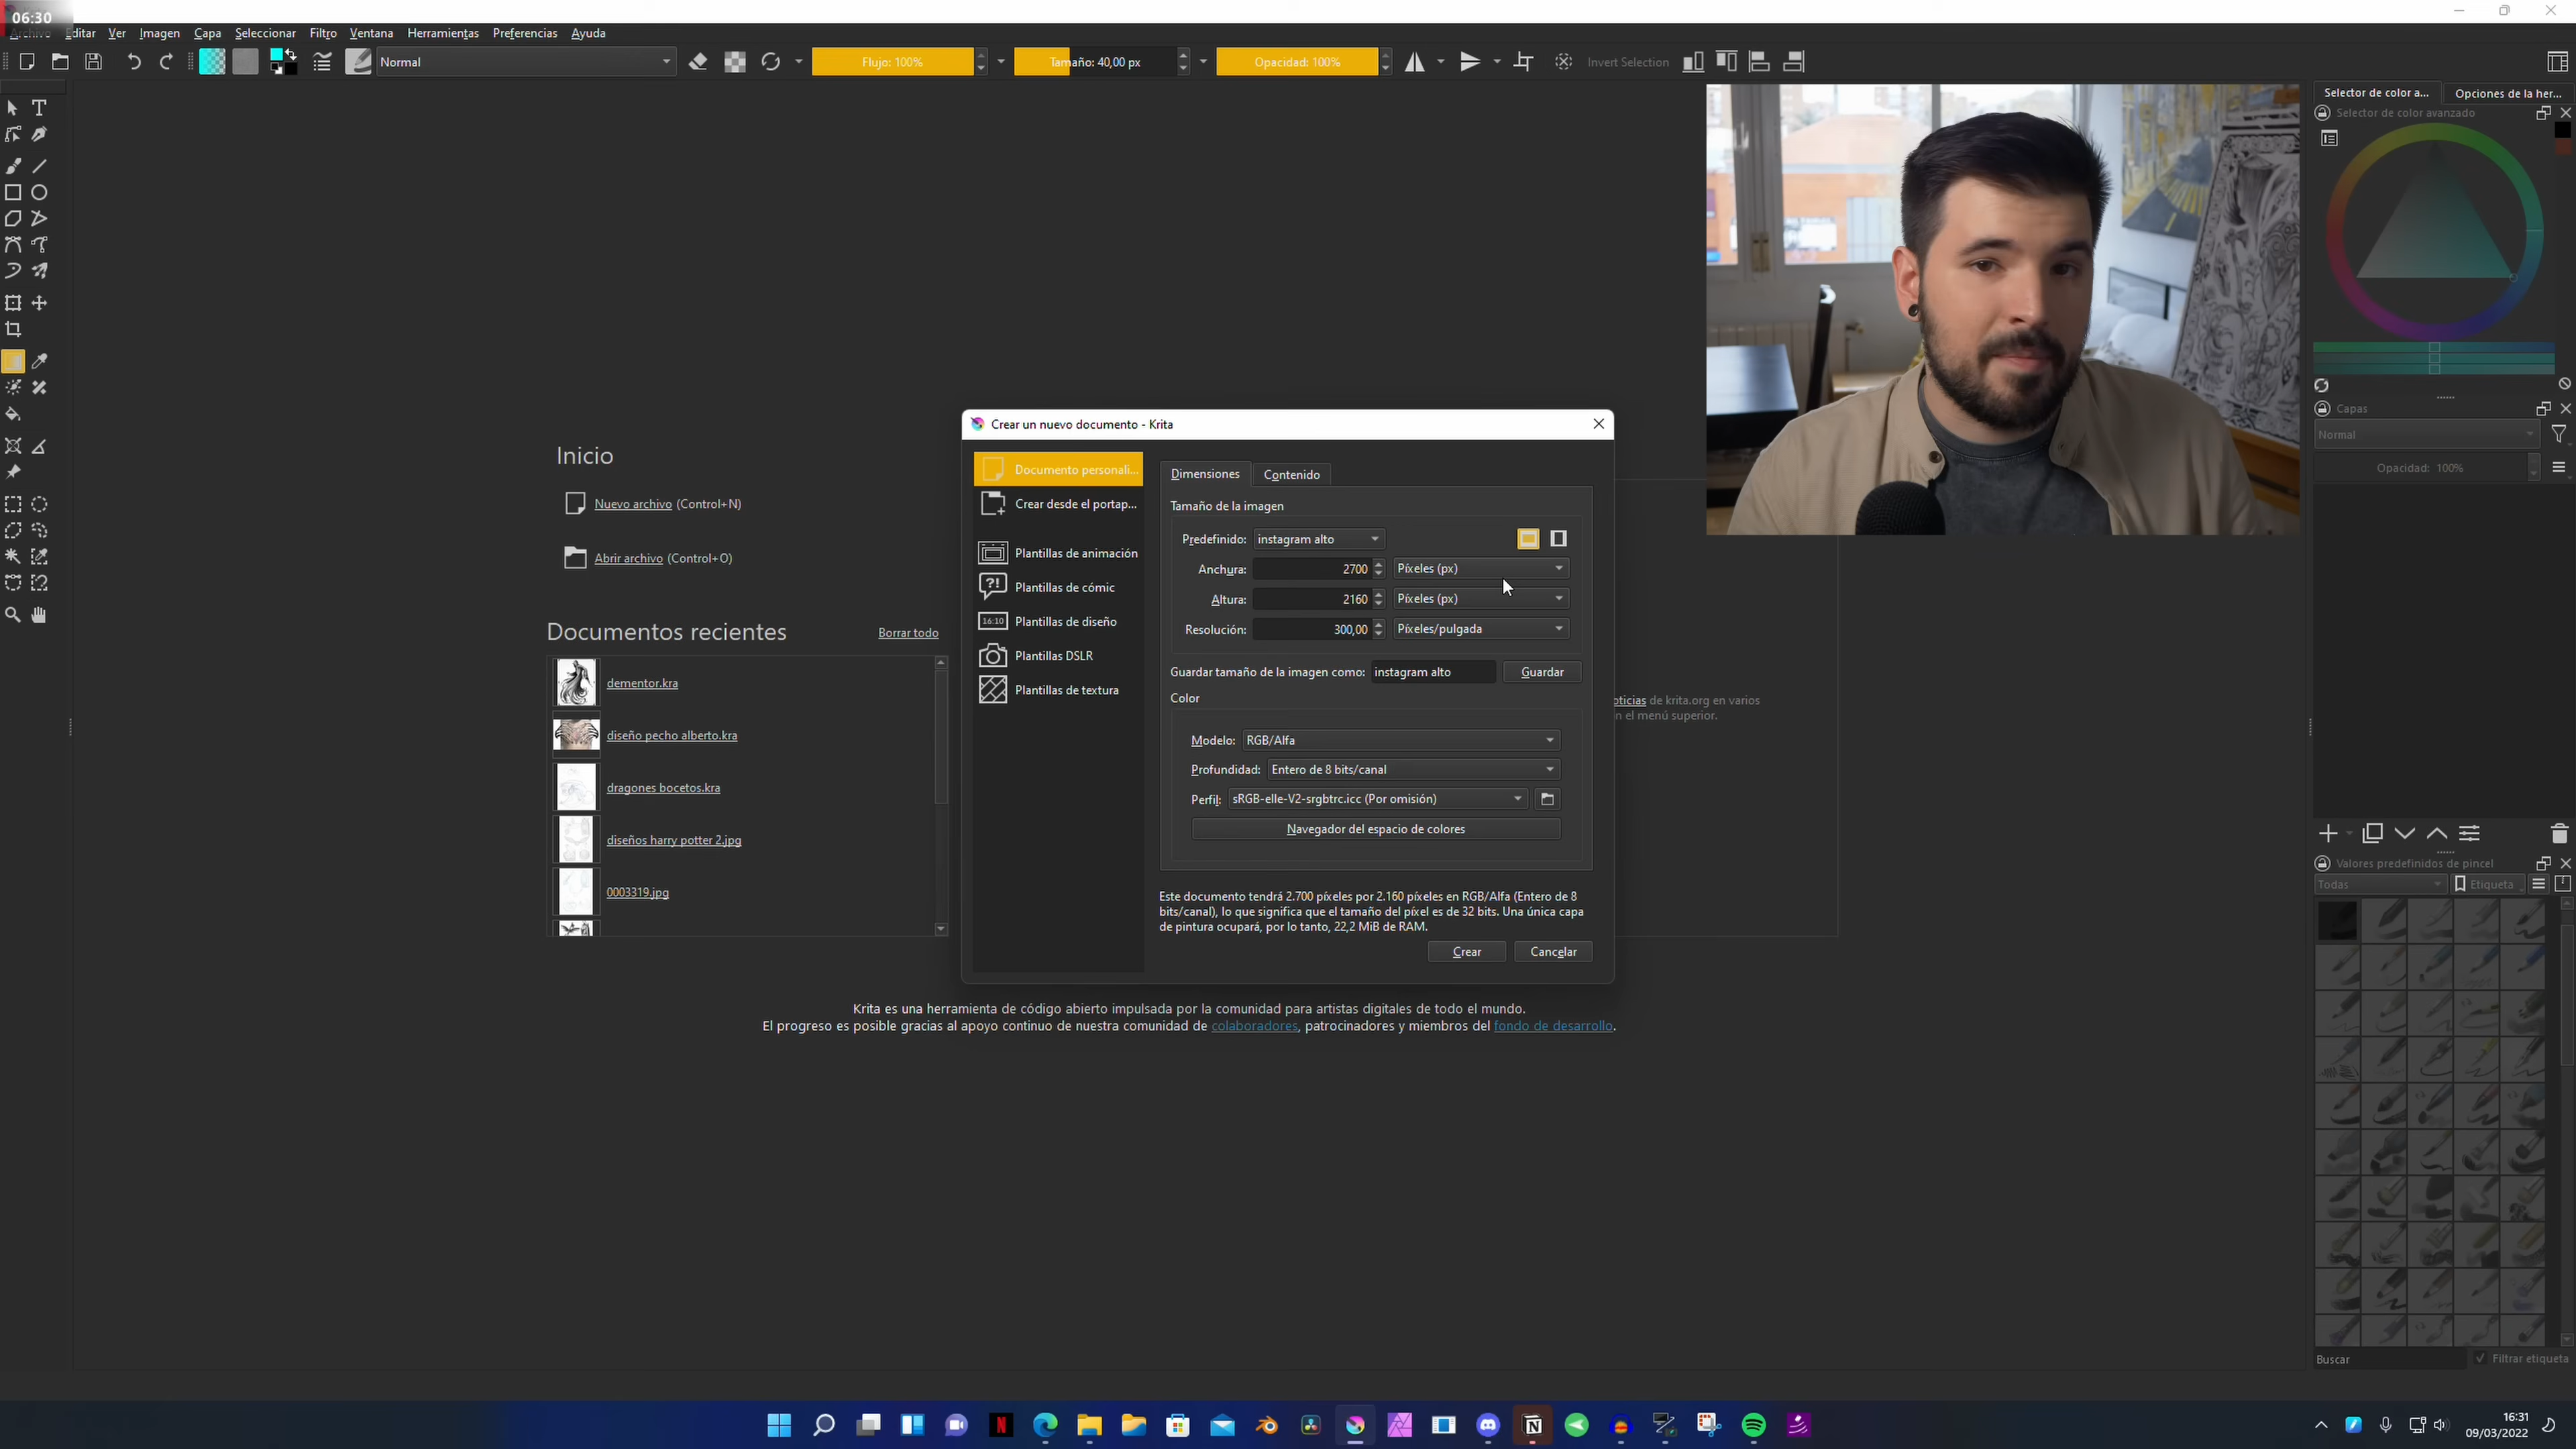 06:30
Archivo Editar Ver Imagen Capa Seleccionar Filtro Ventana Herramientas Preferencias Ayuda
Normal Flujo: 100% Tamaño: 40,00 px Opacidad: 100% Invert Selection
Selector de color a... Opciones de la her...
Selector de color avanzado
Inicio
Nuevo archivo (Control+N)
Abrir archivo (Control+O)
Documentos recientes Borrar todo
dementor.kra
diseño pecho alberto.kra
dragones bocetos.kra
diseños harry potter 2.jpg
0003319.jpg
Crear un nuevo documento - Krita
Documento personali...
Crear desde el portap...
Plantillas de animación
?! Plantillas de cómic
16:10 Plantillas de diseño
Plantillas DSLR
Plantillas de textura
Dimensiones Contenido
Tamaño de la imagen
Predefinido: instagram alto
Anchura: 2700 Píxeles (px)
Altura: 2160 Píxeles (px)
Resolución: 300,00 Píxeles/pulgada
Guardar tamaño de la imagen como: instagram alto Guardar
Color
Modelo: RGB/Alfa
Profundidad: Entero de 8 bits/canal
Perfil: sRGB-elle-V2-srgbtrc.icc (Por omisión)
Navegador del espacio de colores
Este documento tendrá 2.700 píxeles por 2.160 píxeles en RGB/Alfa (Entero de 8
bits/canal), lo que significa que el tamaño del píxel es de 32 bits. Una única capa
de pintura ocupará, por lo tanto, 22,2 MiB de RAM.
Crear Cancelar
oticias de krita.org en varios
n el menú superior.
Krita es una herramienta de código abierto impulsada por la comunidad para artistas digitales de todo el mundo.
El progreso es posible gracias al apoyo continuo de nuestra comunidad de colaboradores, patrocinadores y miembros del fondo de desarrollo.
Capas
Normal
Opacidad: 100%
Valores predefinidos de pincel
Todas Etiqueta
Buscar Filtrar etiqueta
16:31
09/03/2022